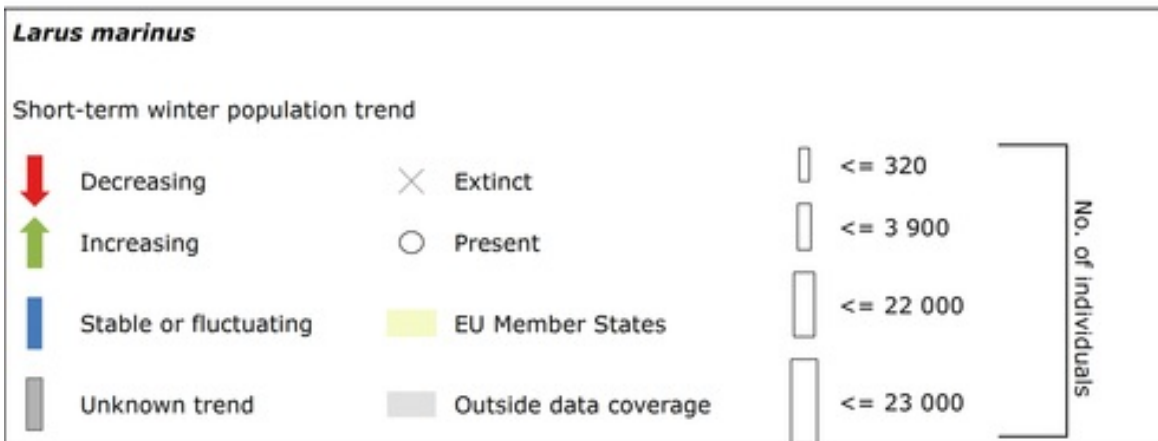 Larus marinus
Short-term winter population trend
Decreasing
Extinct
<= 320
Increasing
Present
<= 3 900
Stable or fluctuating
EU Member States
<= 22 000
Unknown trend
Outside data coverage
<= 23 000
No. of individuals